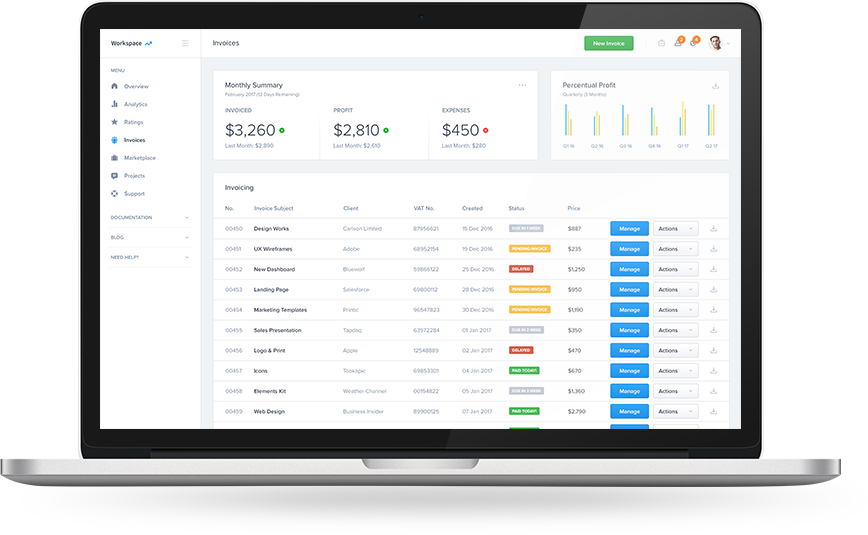 Workspace
Invoices
New Invoice
2
4
MENU
Overview
Analytics
Ratings
Invoices
Marketplace
Projects
Support
DOCUMENTATION
BLOG
NEED HELP?
Monthly Summary
February 2017 (12 Days Remaining)
INVOICED PROFIT EXPENSES
$3,260 $2,810 $450
Last Month: $2,890 Last Month: $2,610 Last Month: $280
Percentual Profit
Quarterly (3 Months)
Q1 16 Q2 16 Q3 16 Q4 16 Q1 17 Q2 17
Invoicing
No. Invoice Subject Client VAT No. Created Status Price
00450 Design Works Carlson Limited 87956621 15 Dec 2016 DUE IN 1 WEEK $887 Manage Actions
00451 UX Wireframes Adobe 68952154 19 Dec 2016 PENDING INVOICE $235 Manage Actions
00452 New Dashboard Bluewolf 59866122 25 Dec 2016 DELAYED $1,250 Manage Actions
00453 Landing Page Salesforce 69800112 28 Dec 2016 PENDING INVOICE $950 Manage Actions
00454 Marketing Templates Printic 96547823 30 Dec 2016 PENDING INVOICE $1,190 Manage Actions
00455 Sales Presentation Tapdaq 63972284 01 Jan 2017 DUE IN 2 WEEK $350 Manage Actions
00456 Logo & Print Apple 12548889 02 Jan 2017 DELAYED $470 Manage Actions
00457 Icons Tookapic 69853301 04 Jan 2017 PAID TODAY! $670 Manage Actions
00458 Elements Kit Weather Channel 00154822 05 Jan 2017 DUE IN 3 WEEK $1,360 Manage Actions
00459 Web Design Business Insider 89900125 07 Jan 2017 PAID TODAY! $2,790 Manage Actions